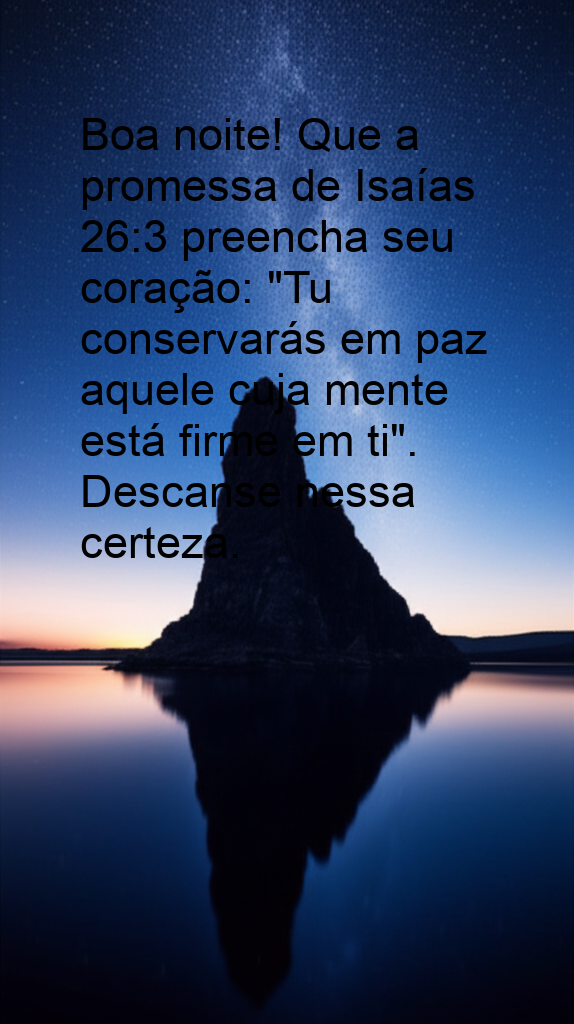 Boa noite! Que a
promessa de Isaías
26:3 preencha seu
coração: "Tu
conservarás em paz
aquele cuja mente
está firme em ti".
Descanse nessa
certeza.